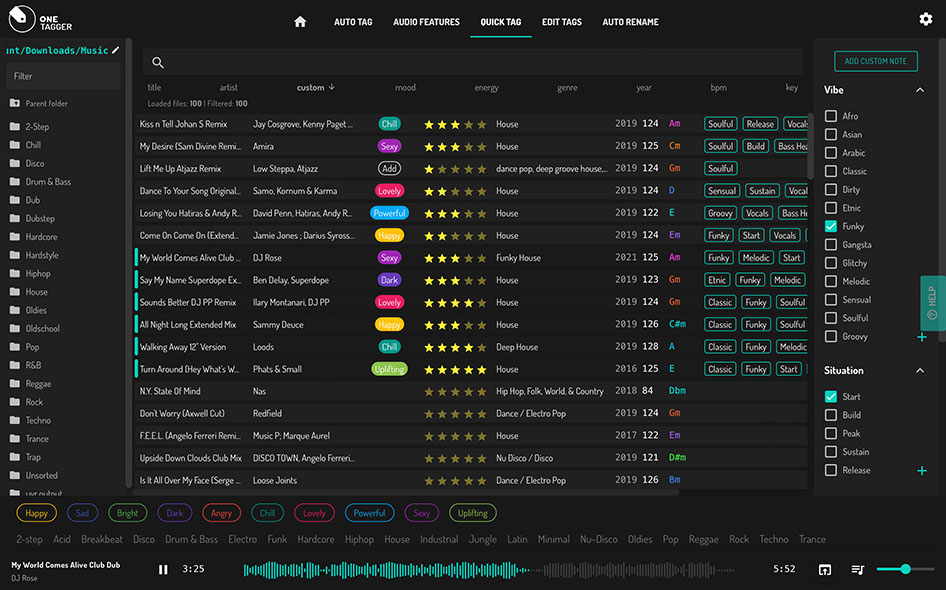 ONE
TAGGER
AUTO TAG
AUDIO FEATURES
QUICK TAG
EDIT TAGS
AUTO RENAME
unt/Downloads/Music
Filter
Parent folder
2-Step
Chill
Disco
Drum & Bass
Dub
Dubstep
Hardcore
Hardstyle
Hiphop
House
Oldies
Oldschool
Pop
R&B
Reggae
Rock
Techno
Trance
Trap
Unsorted
uvr output
title artist custom mood energy genre year bpm key
Loaded files: 100 | Filtered: 100
Kiss n Tell Johan S Remix Jay Cosgrove, Kenny Paget ... Chill House 2019 124 Am Soulful Release Vocals
My Desire (Sam Divine Remi... Amira Sexy House 2019 125 Cm Soulful Build Bass Hea
Lift Me Up Atjazz Remix Low Steppa, Atjazz Add dance pop, deep groove house,... 2019 124 Gm Soulful
Dance To Your Song Original... Samo, Kornum & Karma Lovely House 2019 124 D Sensual Sustain Vocal
Losing You Hatiras & Andy R... David Penn, Hatiras, Andy R... Powerful House 2019 122 E Groovy Vocals Bass He
Come On Come On (Extend... Jamie Jones ; Darius Syross... Happy House 2019 124 Em Funky Start Vocals
My World Comes Alive Club ... DJ Rose Sexy Funky House 2021 125 Am Funky Melodic Start
Say My Name Superdope Ex... Ben Delay, Superdope Dark House 2019 123 Gm Etnic Funky Melodic
Sounds Better DJ PP Remix Ilary Montanari, DJ PP Lovely House 2019 124 Gm Classic Funky Soulful
All Night Long Extended Mix Sammy Deuce Happy House 2019 126 C#m Classic Funky Soulful
Walking Away 12" Version Loods Chill Deep House 2019 128 A Classic Funky Melodic
Turn Around (Hey What's W... Phats & Small Uplifting House 2016 125 E Classic Funky Start
N.Y. State Of Mind Nas Hip Hop, Folk, World, & Country 2018 84 Dbm
Don't Worry (Axwell Cut) Redfield Dance / Electro Pop 2019 124 Gm
F.E.E.L. (Angelo Ferreri Remi... Music P; Marque Aurel House 2017 122 Em
Upside Down Clouds Club Mix DISCO TOWN, Angelo Ferreri... Nu Disco / Disco 2019 121 D#m
Is It All Over My Face (Serge ... Loose Joints Dance / Electro Pop 2019 126 Bm
ADD CUSTOM NOTE
Vibe
Afro
Asian
Arabic
Classic
Dirty
Etnic
Funky
Gangsta
Glitchy
Melodic
Sensual
Soulful
Groovy
Situation
Start
Build
Peak
Sustain
Release
HELP
Happy Sad Bright Dark Angry Chill Lovely Powerful Sexy Uplifting
2-step Acid Breakbeat Disco Drum & Bass Electro Funk Hardcore Hiphop House Industrial Jungle Latin Minimal Nu-Disco Oldies Pop Reggae Rock Techno Trance
My World Comes Alive Club Dub
DJ Rose
3:25
5:52